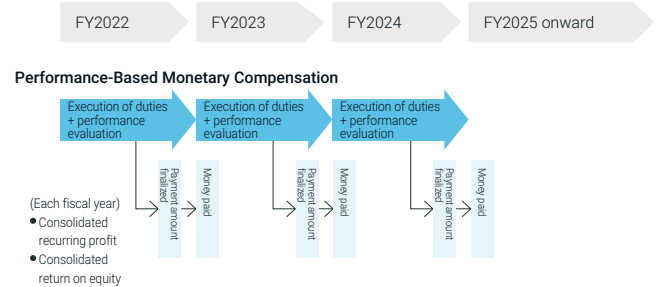 FY2022
FY2023
FY2024
FY2025 onward
Performance-Based Monetary Compensation
Execution of duties
+ performance
evaluation
Execution of duties
+ performance
evaluation
Execution of duties
+ performance
evaluation
Payment amount
finalized
Money paid
Payment amount
finalized
Money paid
Payment amount
finalized
Money paid
(Each fiscal year)
● Consolidated
recurring profit
● Consolidated
return on equity